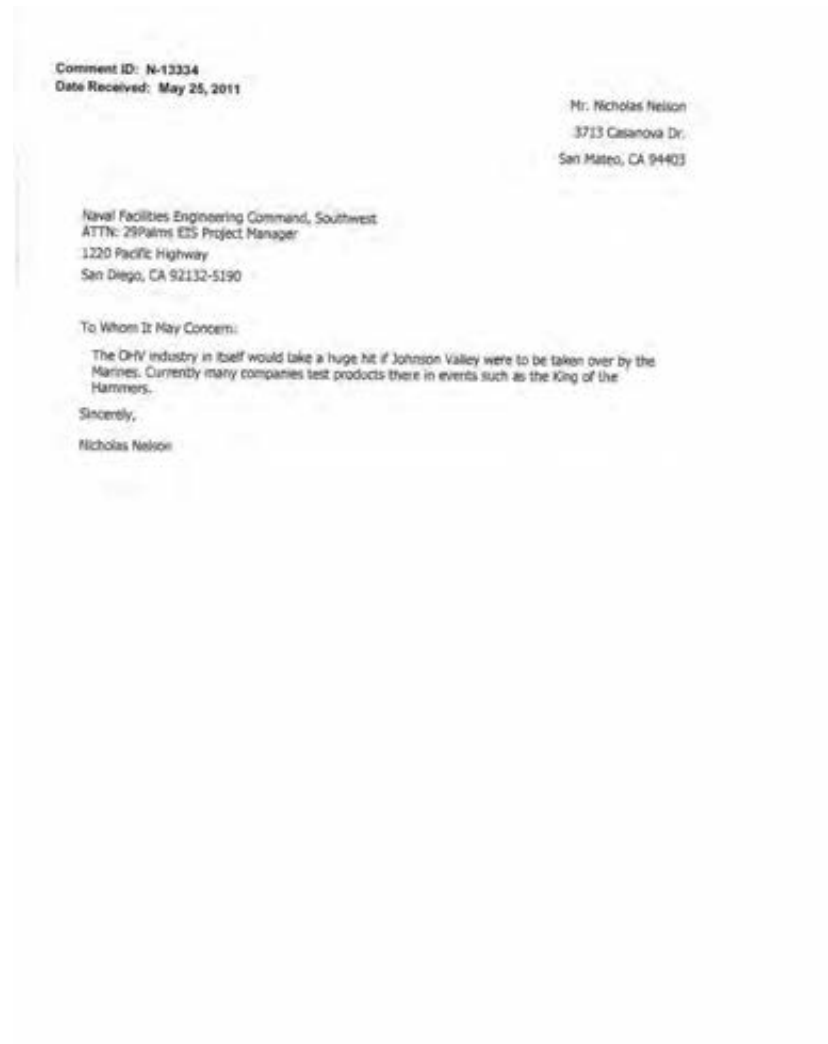 Comment ID: N-13334
Date Received: May 25, 2011
Mr. Nicholas Nelson
3713 Casanova Dr.
San Mateo, CA 94403
Naval Facilities Engineering Command, Southwest
ATTN: 29Palms EIS Project Manager
1220 Pacific Highway
San Diego, CA 92132-5190
To Whom It May Concern:
The OHV industry in itself would take a huge hit if Johnson Valley were to be taken over by the
Marines. Currently many companies test products there in events such as the King of the
Hammers.
Sincerely,
Nicholas Nelson